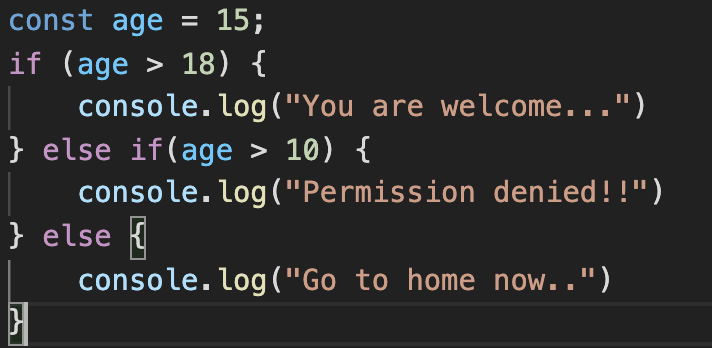 const age = 15;
if (age > 18) {
    console.log("You are welcome...")
} else if(age > 10) {
    console.log("Permission denied!!")
} else {
    console.log("Go to home now..")
}